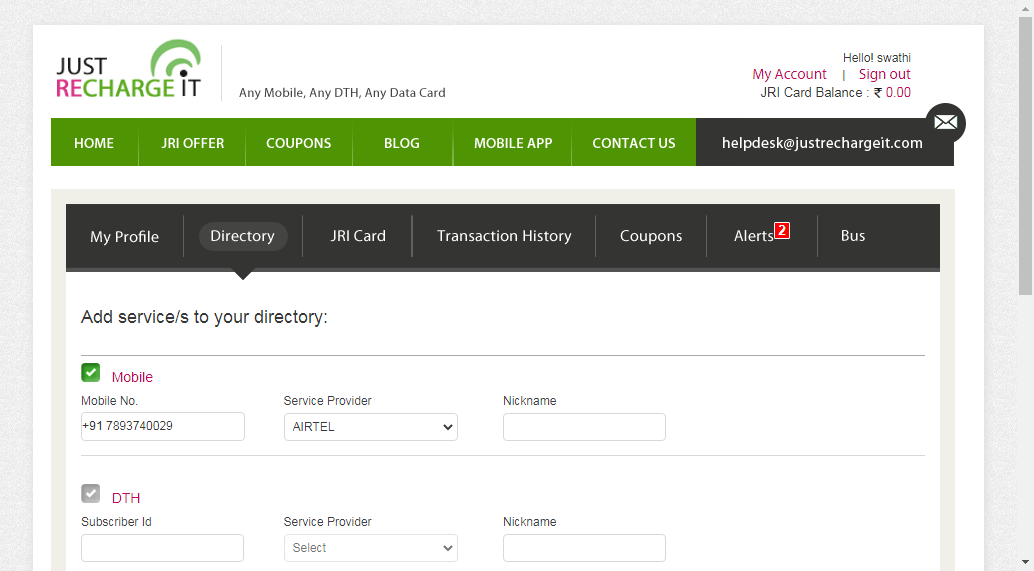 JUST
RECHARGE IT
Any Mobile, Any DTH, Any Data Card
Hello! swathi
My Account | Sign out
JRI Card Balance : ₹ 0.00
HOME JRI OFFER COUPONS BLOG MOBILE APP CONTACT US helpdesk@justrechargeit.com
My Profile Directory JRI Card Transaction History Coupons Alerts 2 Bus
Add service/s to your directory:
Mobile
Mobile No. Service Provider Nickname
+91 7893740029 AIRTEL
DTH
Subscriber Id Service Provider Nickname
Select